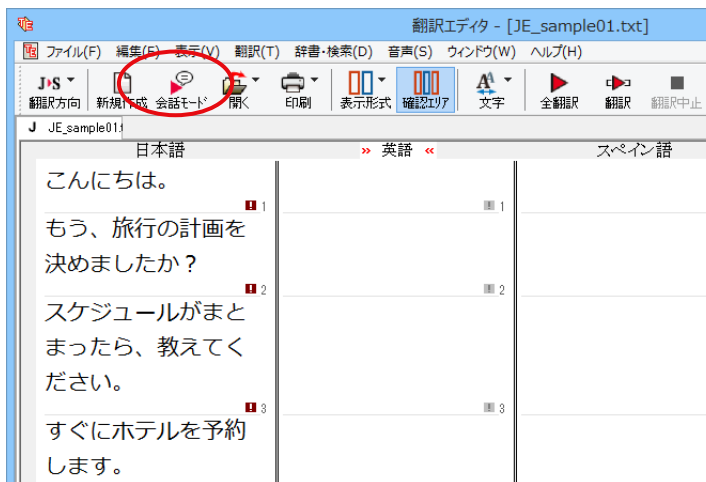 翻訳エディタ - [JE_sample01.txt]
ファイル(F) 編集(E) 表示(V) 翻訳(T) 辞書・検索(D) 音声(S) ウィンドウ(W) ヘルプ(H)
J▸S
翻訳方向 新規作成 会話モード 開く 印刷 表示形式 確認エリア 文字 全翻訳 翻訳 翻訳中止
J JE_sample01.
日本語 » 英語 « スペイン語
こんにちは。
1 1
もう、旅行の計画を
決めましたか？
2 2
スケジュールがまと
まったら、教えてく
ださい。
3 3
すぐにホテルを予約
します。